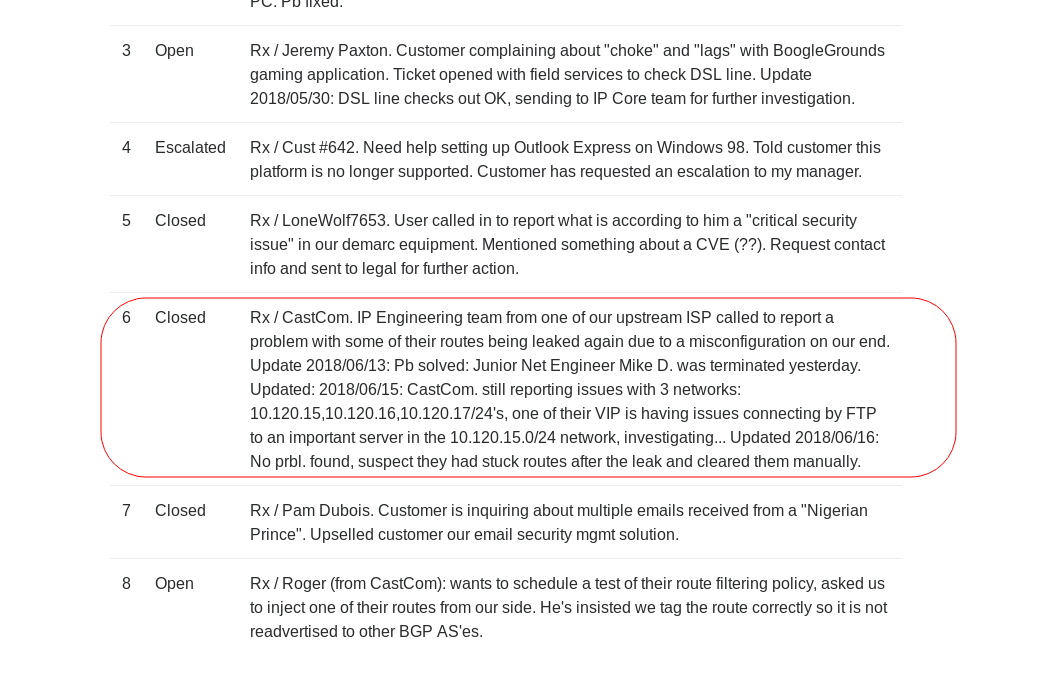 PC. Pb fixed.
3 Open Rx / Jeremy Paxton. Customer complaining about "choke" and "lags" with BoogleGrounds
gaming application. Ticket opened with field services to check DSL line. Update
2018/05/30: DSL line checks out OK, sending to IP Core team for further investigation.
4 Escalated Rx / Cust #642. Need help setting up Outlook Express on Windows 98. Told customer this
platform is no longer supported. Customer has requested an escalation to my manager.
5 Closed Rx / LoneWolf7653. User called in to report what is according to him a "critical security
issue" in our demarc equipment. Mentioned something about a CVE (??). Request contact
info and sent to legal for further action.
6 Closed Rx / CastCom. IP Engineering team from one of our upstream ISP called to report a
problem with some of their routes being leaked again due to a misconfiguration on our end.
Update 2018/06/13: Pb solved: Junior Net Engineer Mike D. was terminated yesterday.
Updated: 2018/06/15: CastCom. still reporting issues with 3 networks:
10.120.15,10.120.16,10.120.17/24's, one of their VIP is having issues connecting by FTP
to an important server in the 10.120.15.0/24 network, investigating... Updated 2018/06/16:
No prbl. found, suspect they had stuck routes after the leak and cleared them manually.
7 Closed Rx / Pam Dubois. Customer is inquiring about multiple emails received from a "Nigerian
Prince". Upselled customer our email security mgmt solution.
8 Open Rx / Roger (from CastCom): wants to schedule a test of their route filtering policy, asked us
to inject one of their routes from our side. He's insisted we tag the route correctly so it is not
readvertised to other BGP AS'es.